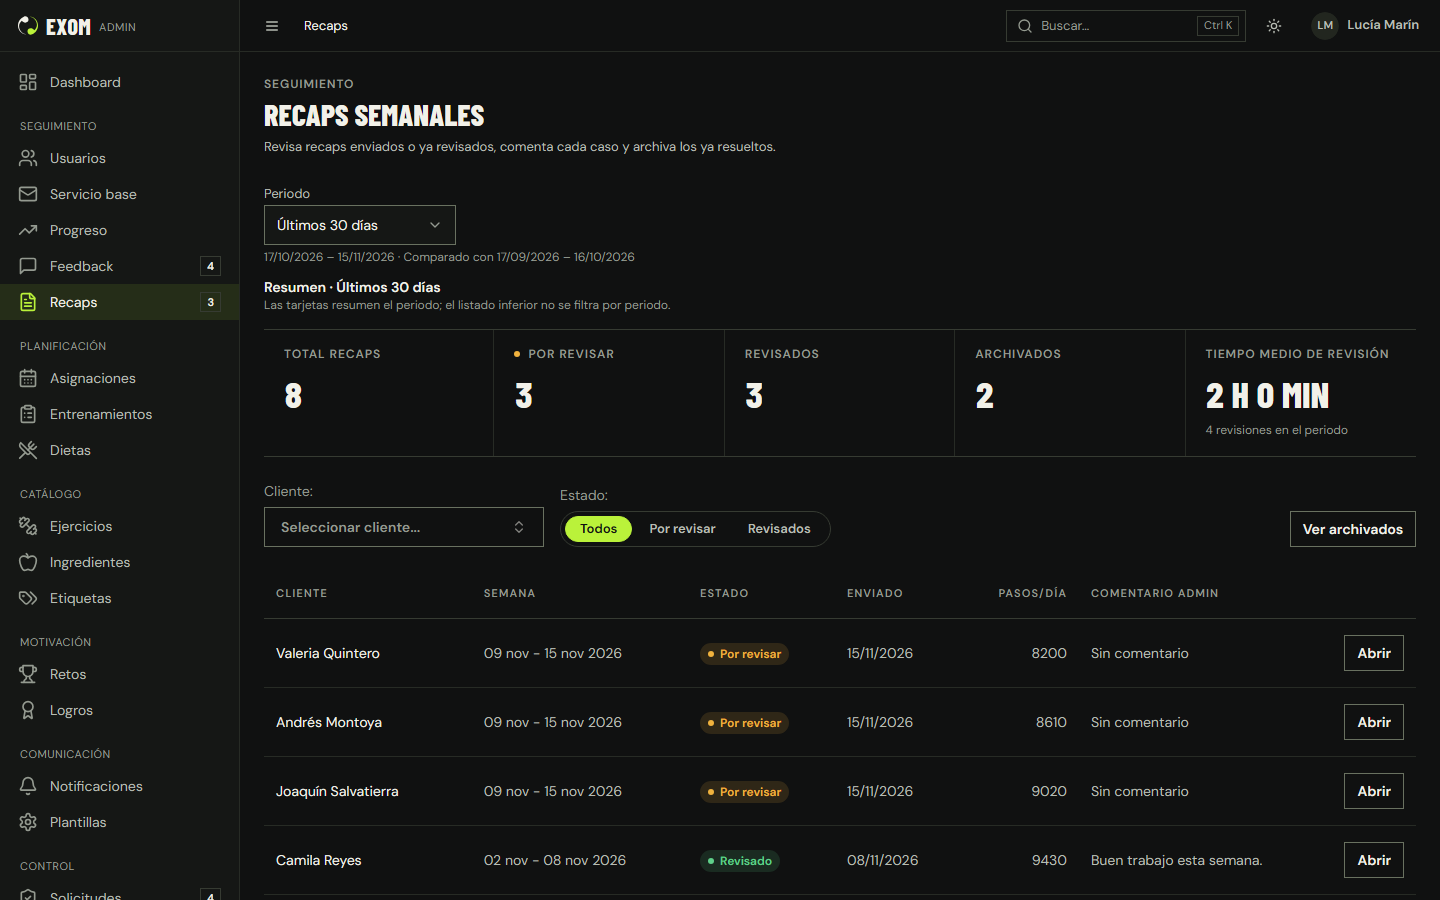 EXOM ADMIN
Recaps
Buscar...
Ctrl K
LM
Lucía Marín
Dashboard
SEGUIMIENTO
Usuarios
Servicio base
Progreso
Feedback 4
Recaps 3
PLANIFICACIÓN
Asignaciones
Entrenamientos
Dietas
CATÁLOGO
Ejercicios
Ingredientes
Etiquetas
MOTIVACIÓN
Retos
Logros
COMUNICACIÓN
Notificaciones
Plantillas
CONTROL
Solicitudes 4
SEGUIMIENTO
RECAPS SEMANALES
Revisa recaps enviados o ya revisados, comenta cada caso y archiva los ya resueltos.
Periodo
Últimos 30 días
17/10/2026 – 15/11/2026 · Comparado con 17/09/2026 – 16/10/2026
Resumen · Últimos 30 días
Las tarjetas resumen el periodo; el listado inferior no se filtra por periodo.
TOTAL RECAPS
8
POR REVISAR
3
REVISADOS
3
ARCHIVADOS
2
TIEMPO MEDIO DE REVISIÓN
2 H 0 MIN
4 revisiones en el periodo
Cliente:
Seleccionar cliente...
Estado:
Todos Por revisar Revisados
Ver archivados
CLIENTE SEMANA ESTADO ENVIADO PASOS/DÍA COMENTARIO ADMIN
Valeria Quintero 09 nov - 15 nov 2026 Por revisar 15/11/2026 8200 Sin comentario Abrir
Andrés Montoya 09 nov - 15 nov 2026 Por revisar 15/11/2026 8610 Sin comentario Abrir
Joaquín Salvatierra 09 nov - 15 nov 2026 Por revisar 15/11/2026 9020 Sin comentario Abrir
Camila Reyes 02 nov - 08 nov 2026 Revisado 08/11/2026 9430 Buen trabajo esta semana. Abrir